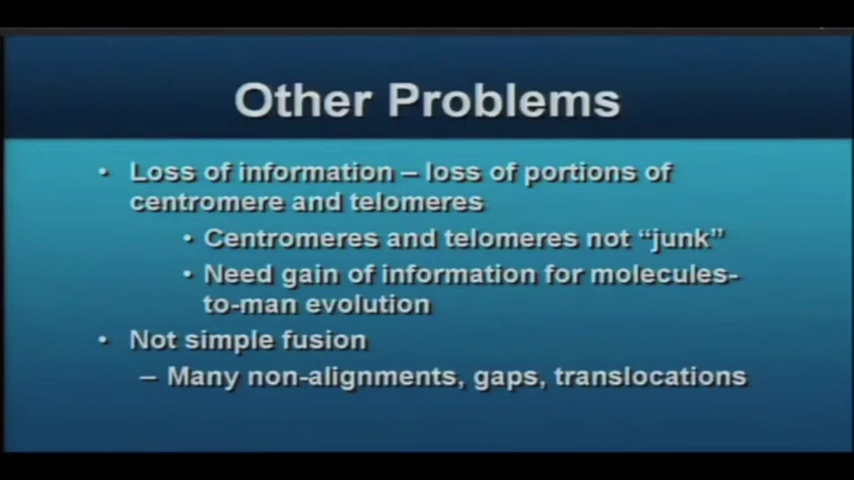 Other Problems
• Loss of information – loss of portions of
centromere and telomeres
• Centromeres and telomeres not “junk”
• Need gain of information for molecules-
to-man evolution
• Not simple fusion
– Many non-alignments, gaps, translocations